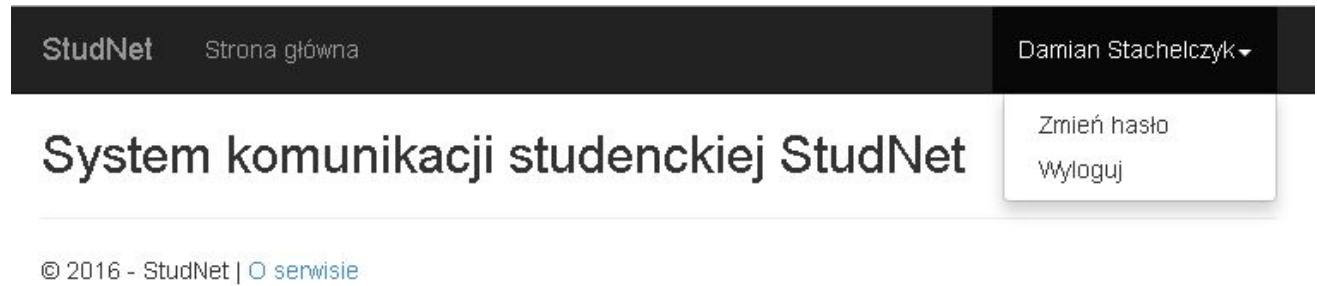 StudNet Strona główna Damian Stachelczyk
Zmień hasło
Wyloguj
System komunikacji studenckiej StudNet
© 2016 - StudNet | O serwisie